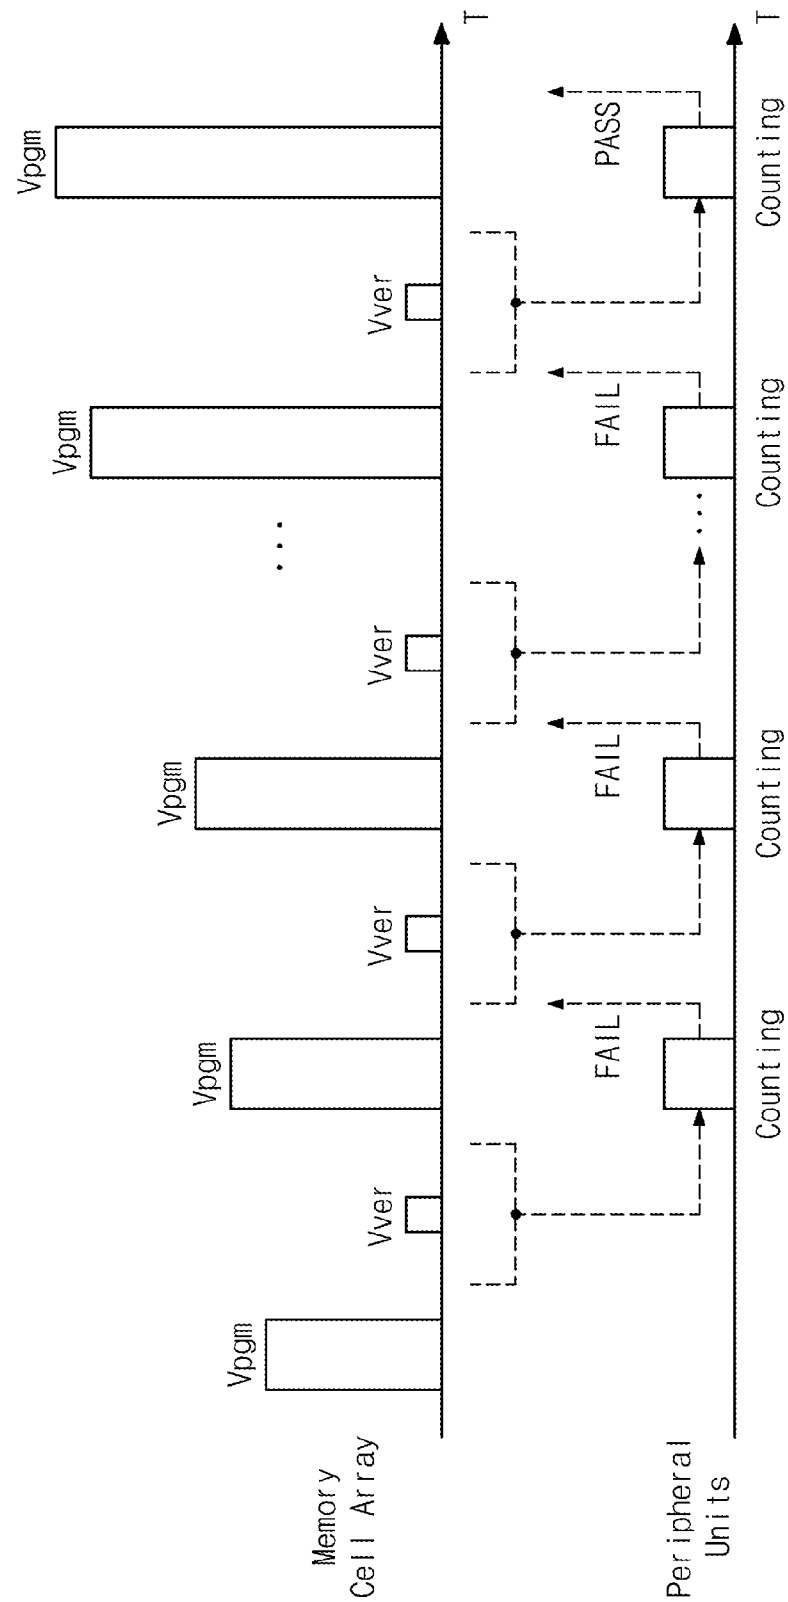 Memory
Cell Array
Vpgm
Vver
Vpgm
Vver
Vpgm
Vver
...
Vpgm
Vver
Vpgm
T
FAIL
FAIL
FAIL
PASS
Peripheral
Units
...
T
Counting
Counting
Counting
Counting